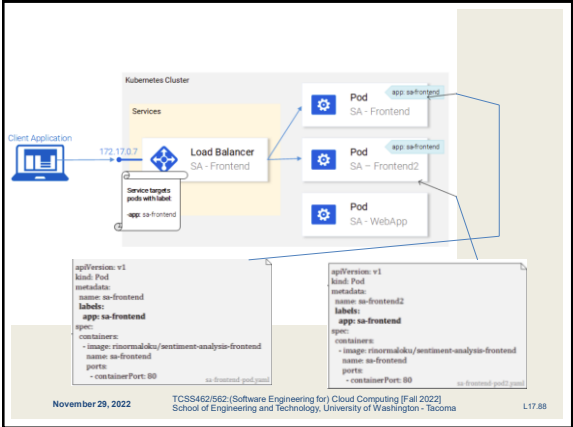 Kubernetes Cluster
Services
Client Application
172.17.0.7
Load Balancer
SA - Frontend
Service targets
pods with label
-app: sa-frontend
app: sa-frontend
Pod
SA - Frontend
app: sa-frontend
Pod
SA – Frontend2
Pod
SA - WebApp
apiVersion: v1
kind: Pod
metadata:
name: sa-frontend
labels:
app: sa-frontend
spec:
containers:
- image: rinormaloku/sentiment-analysis-frontend
name: sa-frontend
ports:
- containerPort: 80
sa-frontend-pod.yaml
apiVersion: v1
kind: Pod
metadata:
name: sa-frontend2
labels:
app: sa-frontend
spec:
containers:
- image: rinormaloku/sentiment-analysis-frontend
name: sa-frontend
ports:
- containerPort: 80
sa-frontend-pod2.yaml
November 29, 2022
TCSS462/562:(Software Engineering for) Cloud Computing [Fall 2022]
School of Engineering and Technology, University of Washington - Tacoma
L17.88